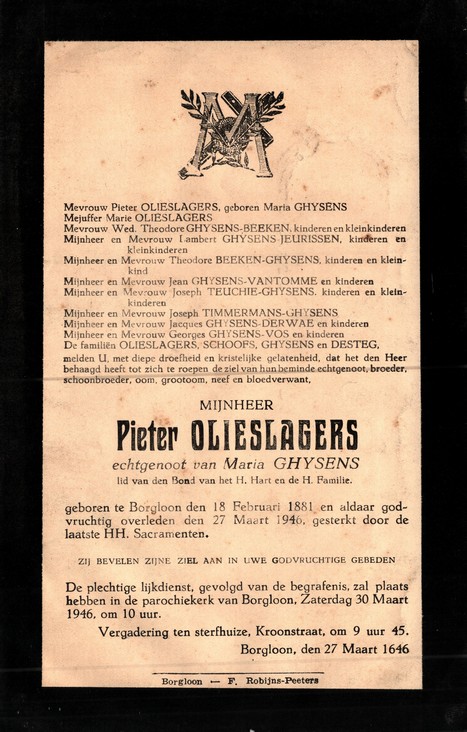 M
Mevrouw Pieter OLIESLAGERS, geboren Maria GHYSENS
Mejuffer Marie OLIESLAGERS
Mevrouw Wed. Theodore GHYSENS-BEEKEN, kinderen en kleinkinderen
Mijnheer en Mevrouw Lambert GHYSENS-JEURISSEN, kinderen en
kleinkinderen
Mijnheer en Mevrouw Theodore BEEKEN-GHYSENS, kinderen en klein-
kind
Mijnheer en Mevrouw Jean GHYSENS-VANTOMME en kinderen
Mijnheer en Mevrouw Joseph TEUCHIE-GHYSENS, kinderen en klein-
kinderen
Mijnheer en Mevrouw Joseph TIMMERMANS-GHYSENS
Mijnheer en Mevrouw Jacques GHYSENS-DERWAE en kinderen
Mijnheer en Mevrouw Georges GHYSENS-VOS en kinderen
De familiën OLIESLAGERS, SCHOOFS, GHYSENS en DESTEG,
melden U, met diepe droefheid en kristelijke gelatenheid, dat het den Heer
behaagd heeft tot zich te roepen de ziel van hun beminde echtgenoot, broeder,
schoonbroeder, oom, grootoom, neef en bloedverwant,
MIJNHEER
Pieter OLIESLAGERS
echtgenoot van Maria GHYSENS
lid van den Bond van het H. Hart en de H. Familie.
geboren te Borgloon den 18 Februari 1881 en aldaar god-
vruchtig overleden den 27 Maart 1946, gesterkt door de
laatste HH. Sacramenten.
ZIJ BEVELEN ZIJNE ZIEL AAN IN UWE GODVRUCHTIGE GEBEDEN
De plechtige lijkdienst, gevolgd van de begrafenis, zal plaats
hebben in de parochiekerk van Borgloon, Zaterdag 30 Maart
1946, om 10 uur.
Vergadering ten sterfhuize, Kroonstraat, om 9 uur 45.
Borgloon, den 27 Maart 1646
Borgloon — F. Robijns-Peeters